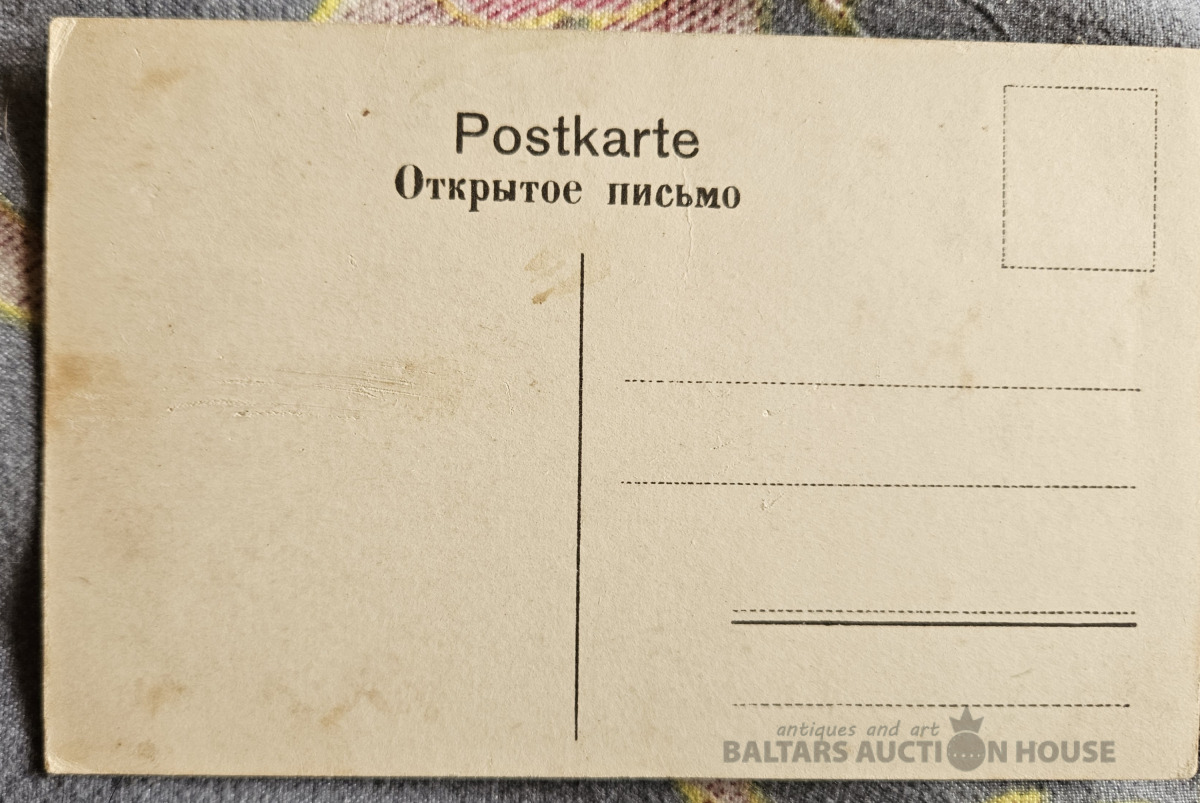 Postkarte
Открытое письмо
antiques and art
BALTARS AUCTION HOUSE